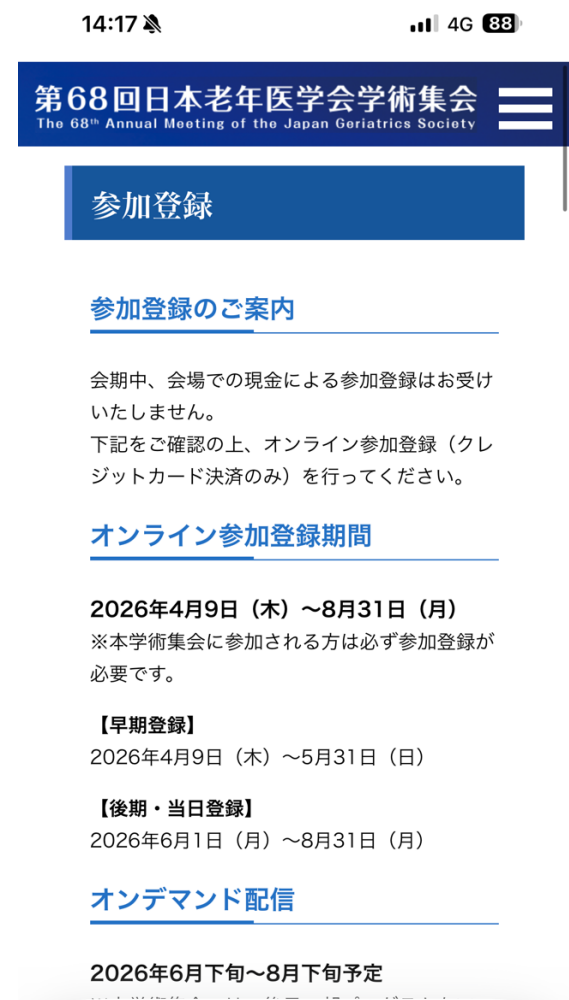 14:17
4G 88
第68回日本老年医学会学術集会
The 68th Annual Meeting of the Japan Geriatrics Society
参加登録
参加登録のご案内
会期中、会場での現金による参加登録はお受け
いたしません。
下記をご確認の上、オンライン参加登録（クレ
ジットカード決済のみ）を行ってください。
オンライン参加登録期間
2026年4月9日（木）～8月31日（月）
※本学術集会に参加される方は必ず参加登録が
必要です。
【早期登録】
2026年4月9日（木）～5月31日（日）
【後期・当日登録】
2026年6月1日（月）～8月31日（月）
オンデマンド配信
2026年6月下旬～8月下旬予定